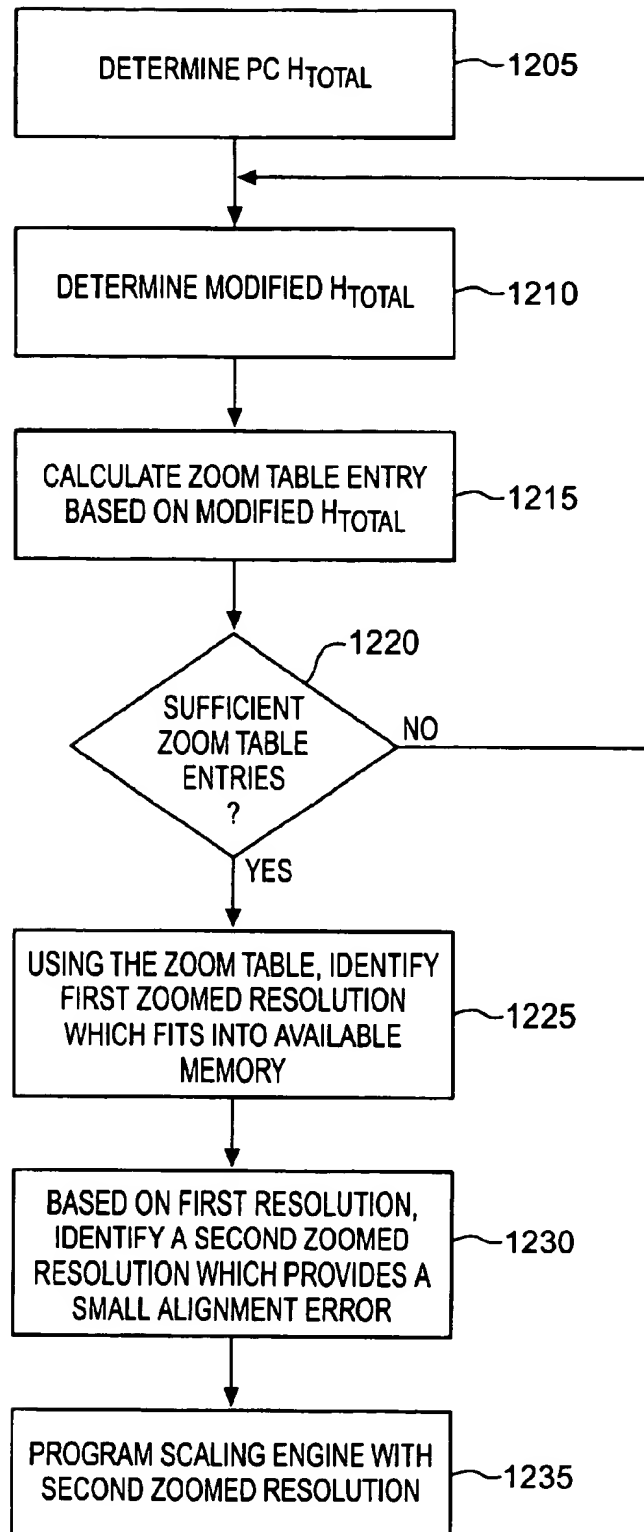 DETERMINE PC HTOTAL
1205
DETERMINE MODIFIED HTOTAL
1210
CALCULATE ZOOM TABLE ENTRY
BASED ON MODIFIED HTOTAL
1215
1220
SUFFICIENT
ZOOM TABLE
ENTRIES
?
NO
YES
USING THE ZOOM TABLE, IDENTIFY
FIRST ZOOMED RESOLUTION
WHICH FITS INTO AVAILABLE
MEMORY
1225
BASED ON FIRST RESOLUTION,
IDENTIFY A SECOND ZOOMED
RESOLUTION WHICH PROVIDES A
SMALL ALIGNMENT ERROR
1230
PROGRAM SCALING ENGINE WITH
SECOND ZOOMED RESOLUTION
1235